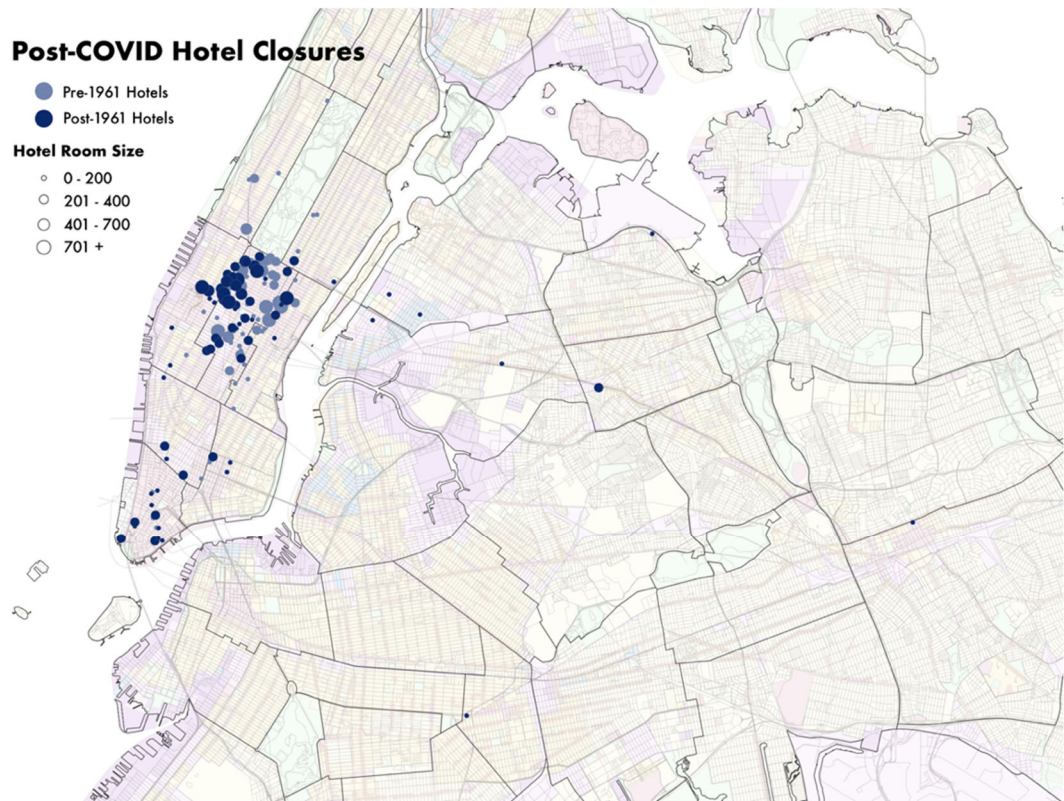 Post-COVID Hotel Closures
Pre-1961 Hotels
Post-1961 Hotels
Hotel Room Size
0 - 200
201 - 400
401 - 700
701 +